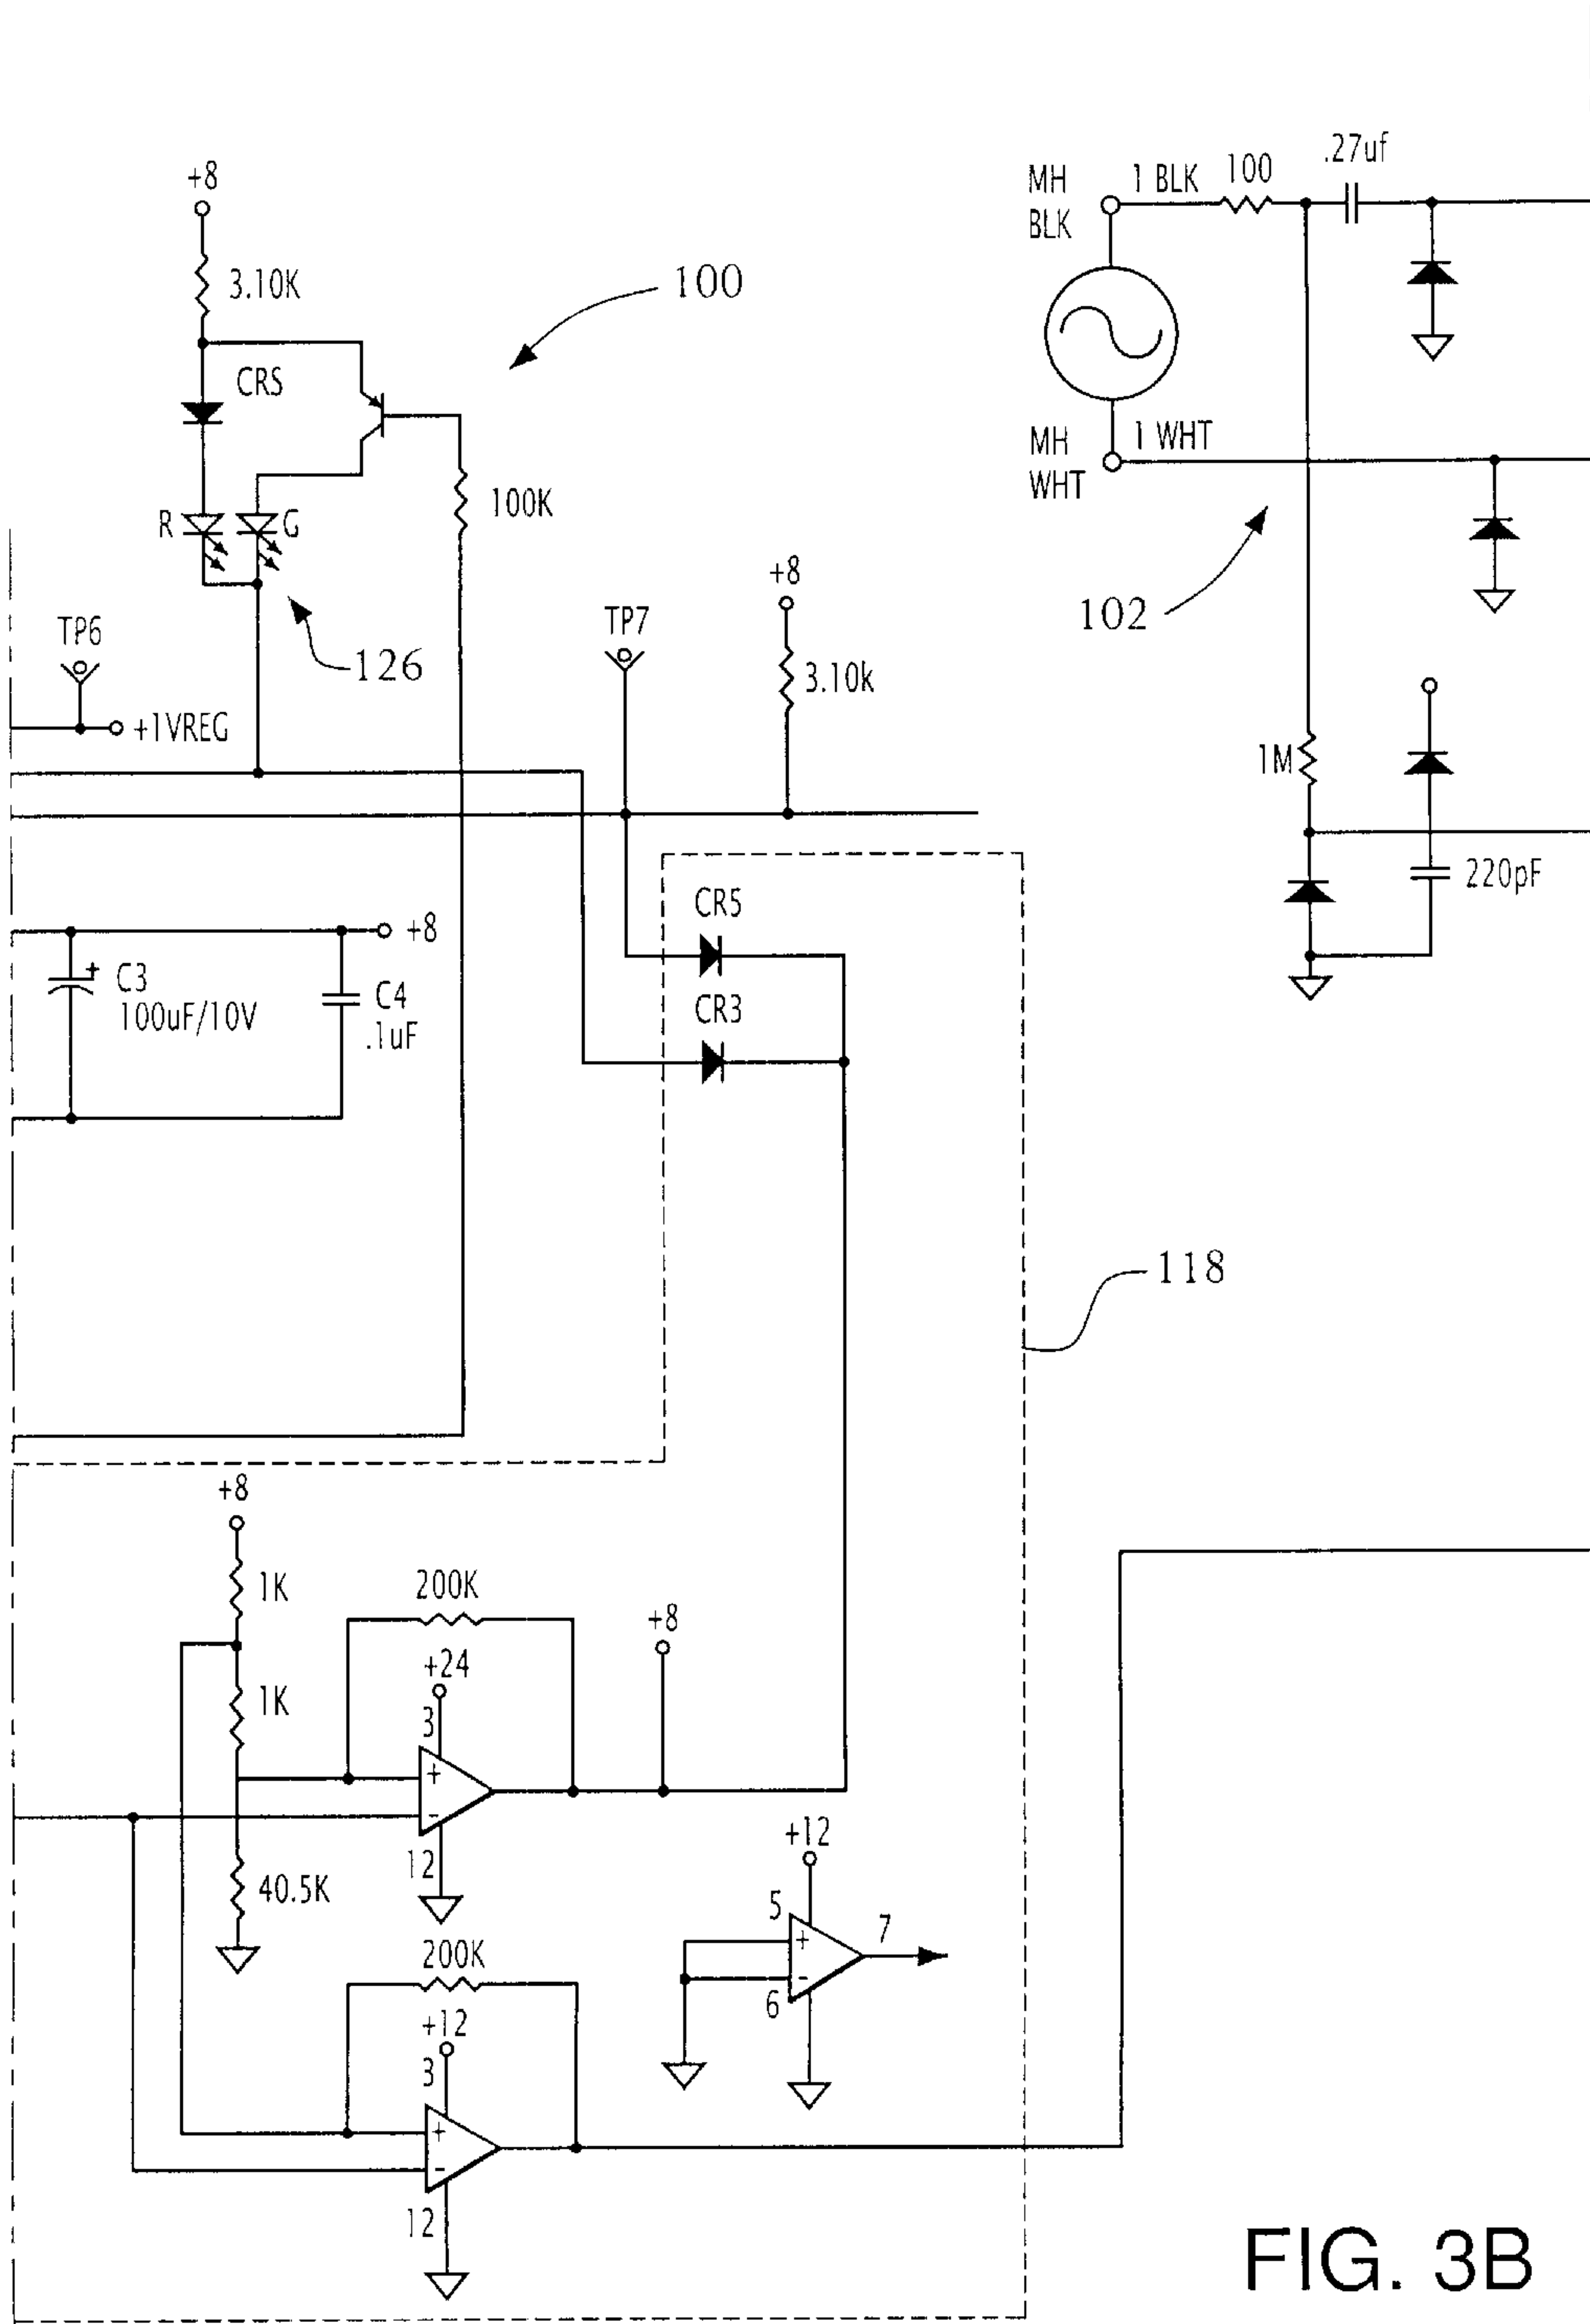 +8
3.10K
100
CRS
R
G
100K
126
TP6
+1VREG
TP7
+8
3.10k
MH
BLK
1 BLK
100
.27uf
MH
WHT
1 WHT
102
1M
220pF
CR5
CR3
+8
C3
100uF/10V
+
C4
.1uF
118
+8
1K
1K
200K
+24
3
+
-
12
+8
40.5K
200K
+12
3
+
-
12
+12
5
+
-
6
7
FIG. 3B